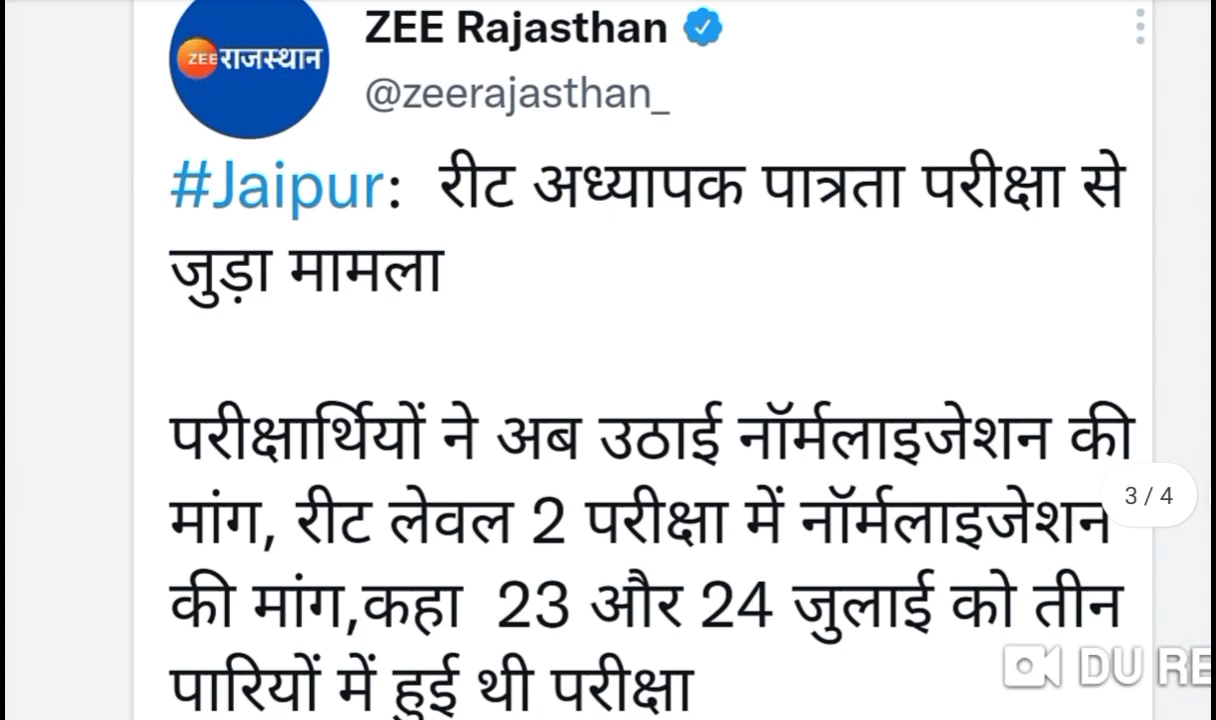 ZEE राजस्थान
ZEE Rajasthan
@zeerajasthan_
#Jaipur: रीट अध्यापक पात्रता परीक्षा से
जुड़ा मामला
परीक्षार्थियों ने अब उठाई नॉर्मलाइजेशन की
मांग, रीट लेवल 2 परीक्षा में नॉर्मलाइजेशन
3 / 4
की मांग,कहा 23 और 24 जुलाई को तीन
पारियों में हुई थी परीक्षा
DU RE